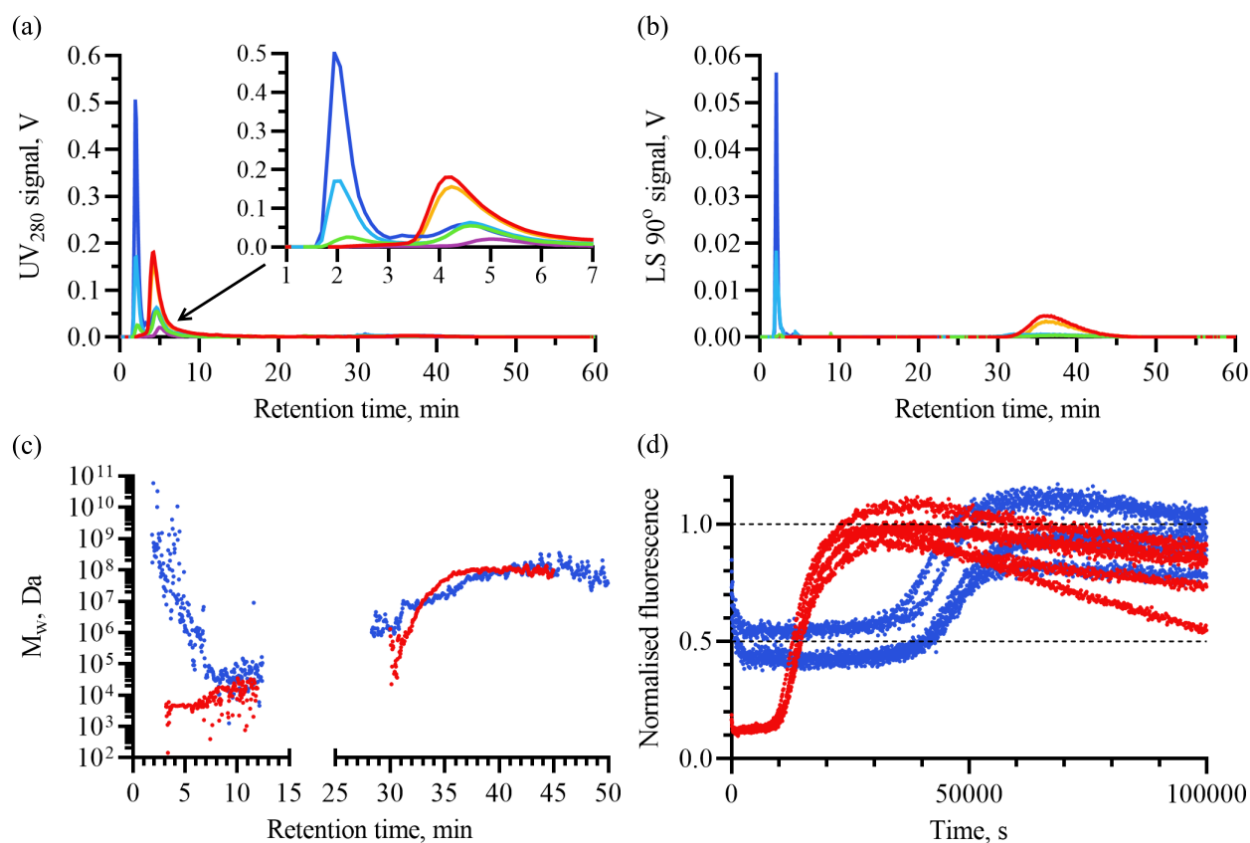 (a)
UV280 signal, V
0.6
0.5
0.4
0.3
0.2
0.1
0.0
0 10 20 30 40 50 60
Retention time, min
0.5
0.4
0.3
0.2
0.1
0.0
1 2 3 4 5 6 7
(b)
LS 90o signal, V
0.06
0.05
0.04
0.03
0.02
0.01
0.00
0 10 20 30 40 50 60
Retention time, min
(c)
Mw, Da
10^11
10^10
10^9
10^8
10^7
10^6
10^5
10^4
10^3
10^2
0 5 10 15 25 30 35 40 45 50
Retention time, min
(d)
Normalised fluorescence
1.0
0.5
0.0
0 50000 100000
Time, s